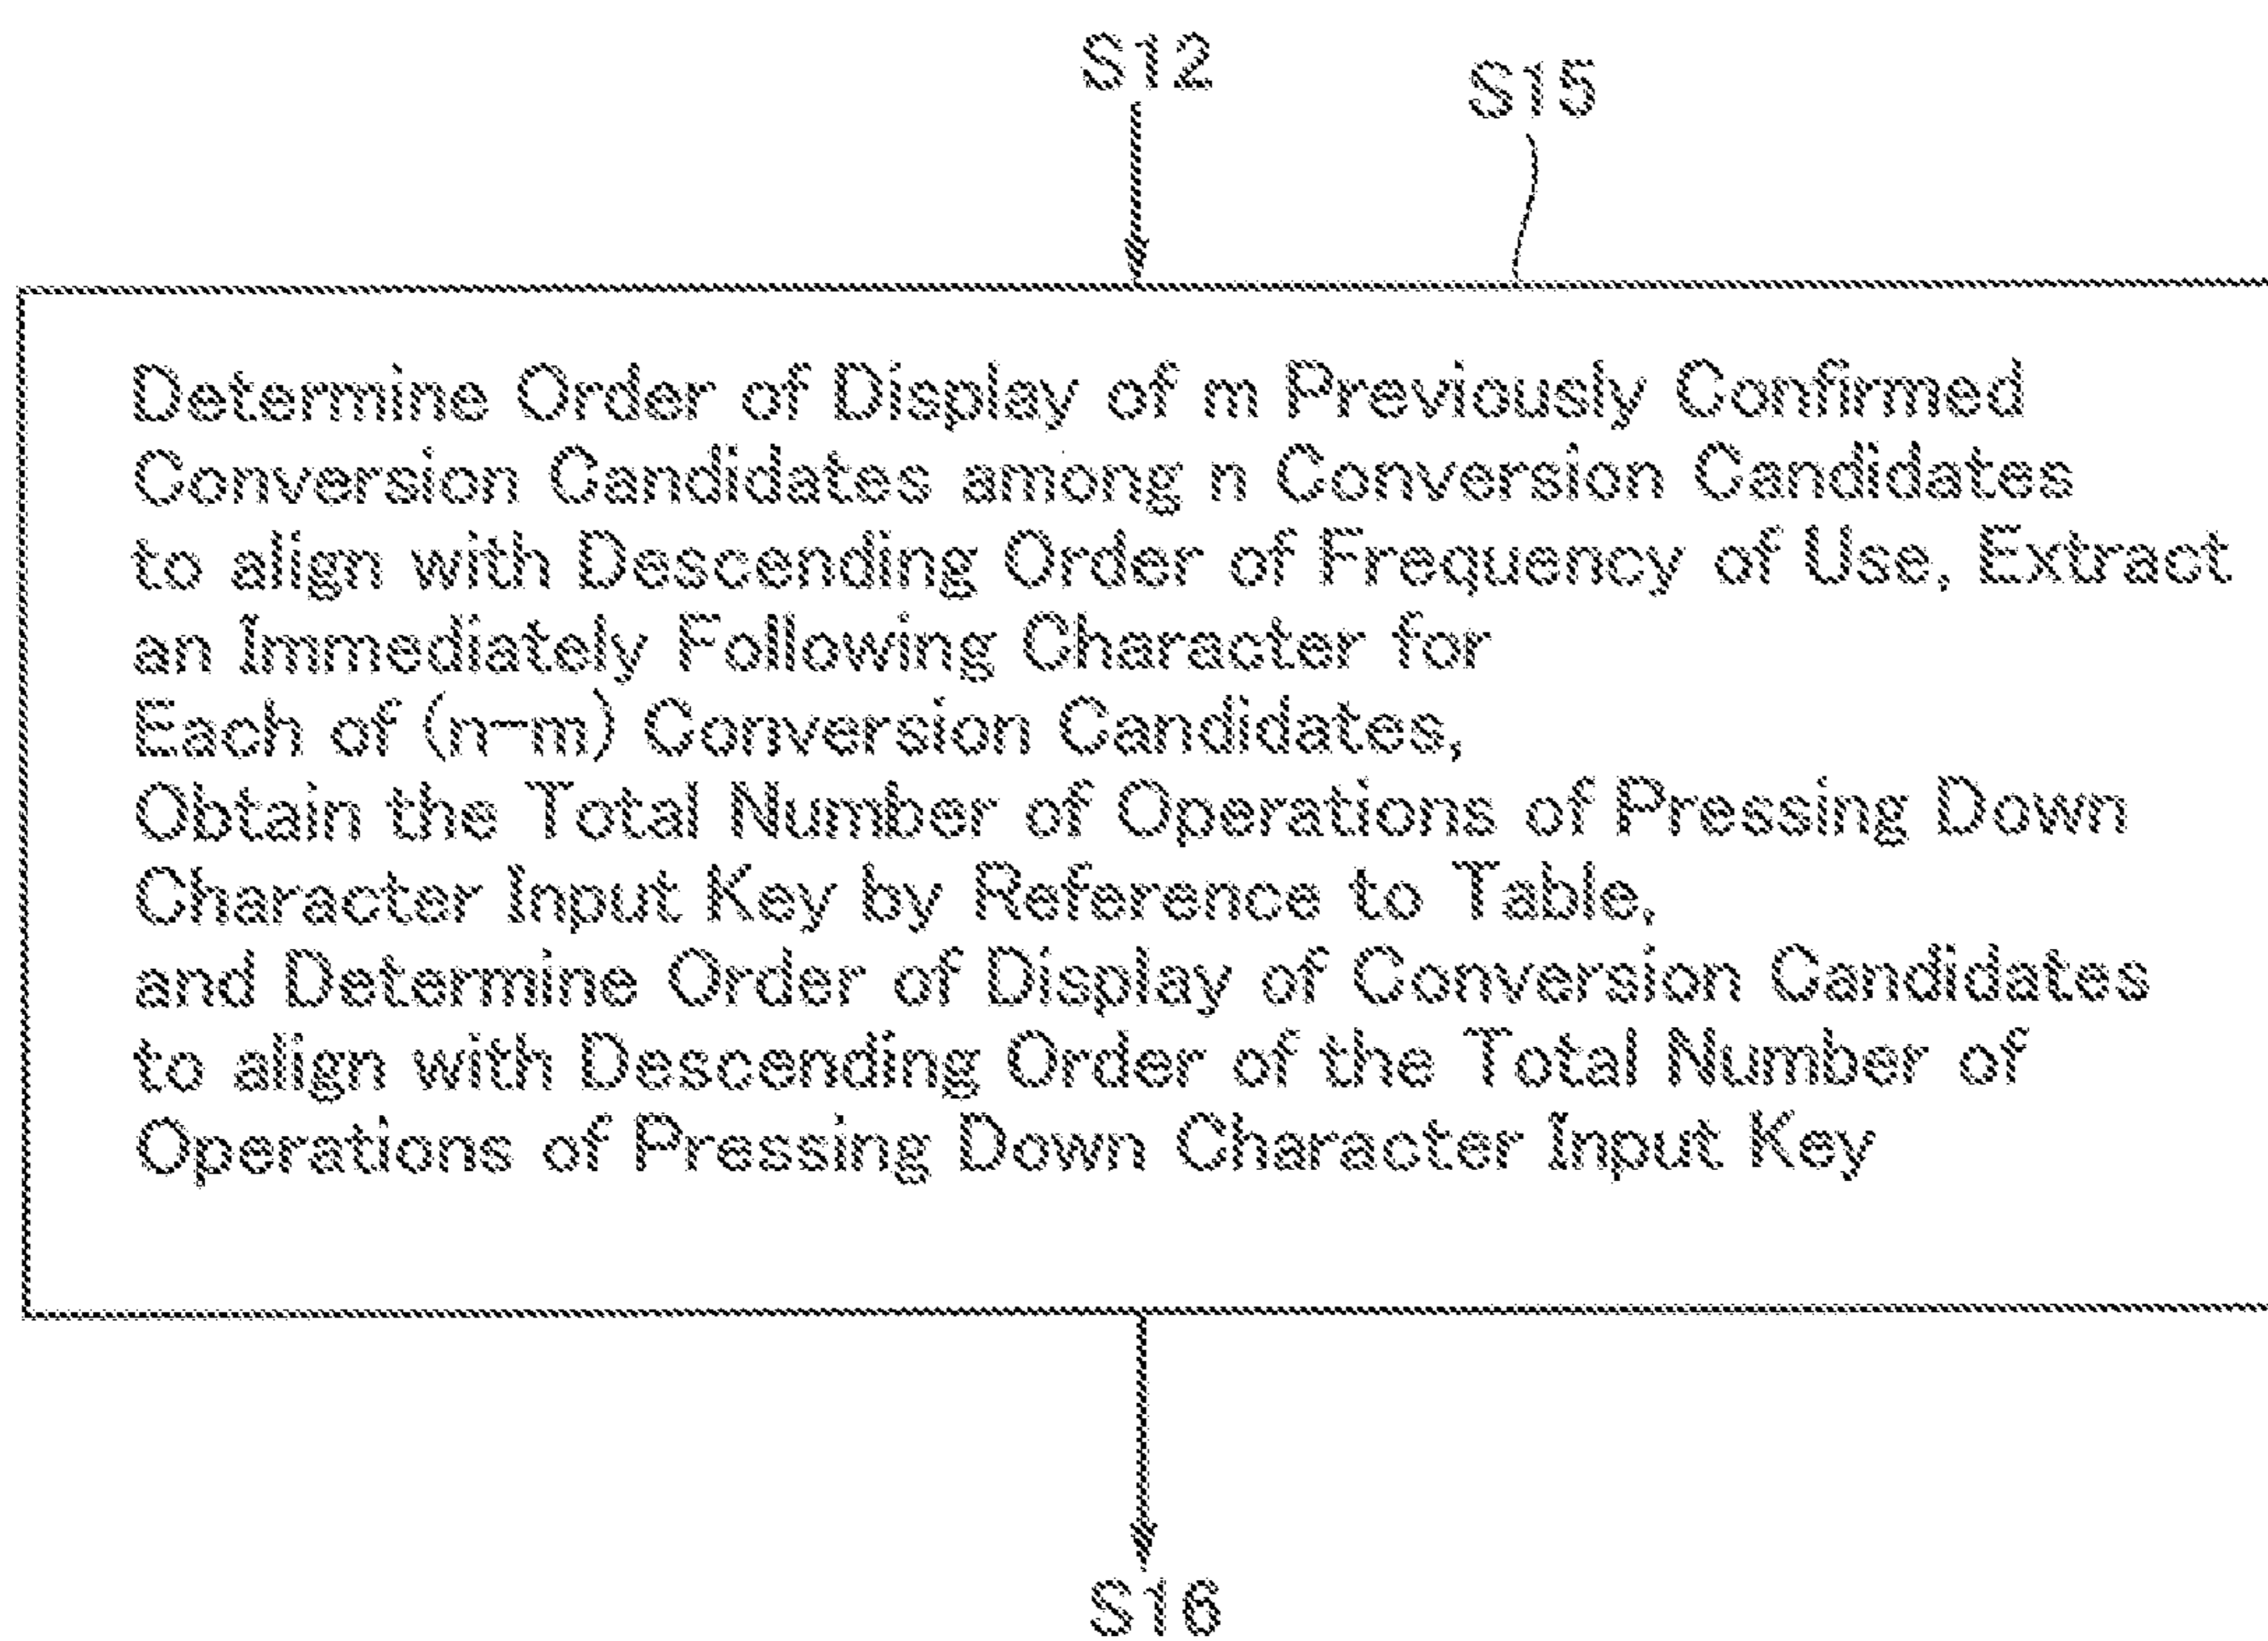 S12
S15
Determine Order of Display of m Previously Confirmed
Conversion Candidates among n Conversion Candidates
to align with Descending Order of Frequency of Use, Extract
an Immediately Following Character for
Each of (n-m) Conversion Candidates,
Obtain the Total Number of Operations of Pressing Down
Character Input Key by Reference to Table,
and Determine Order of Display of Conversion Candidates
to align with Descending Order of the Total Number of
Operations of Pressing Down Character Input Key
S16